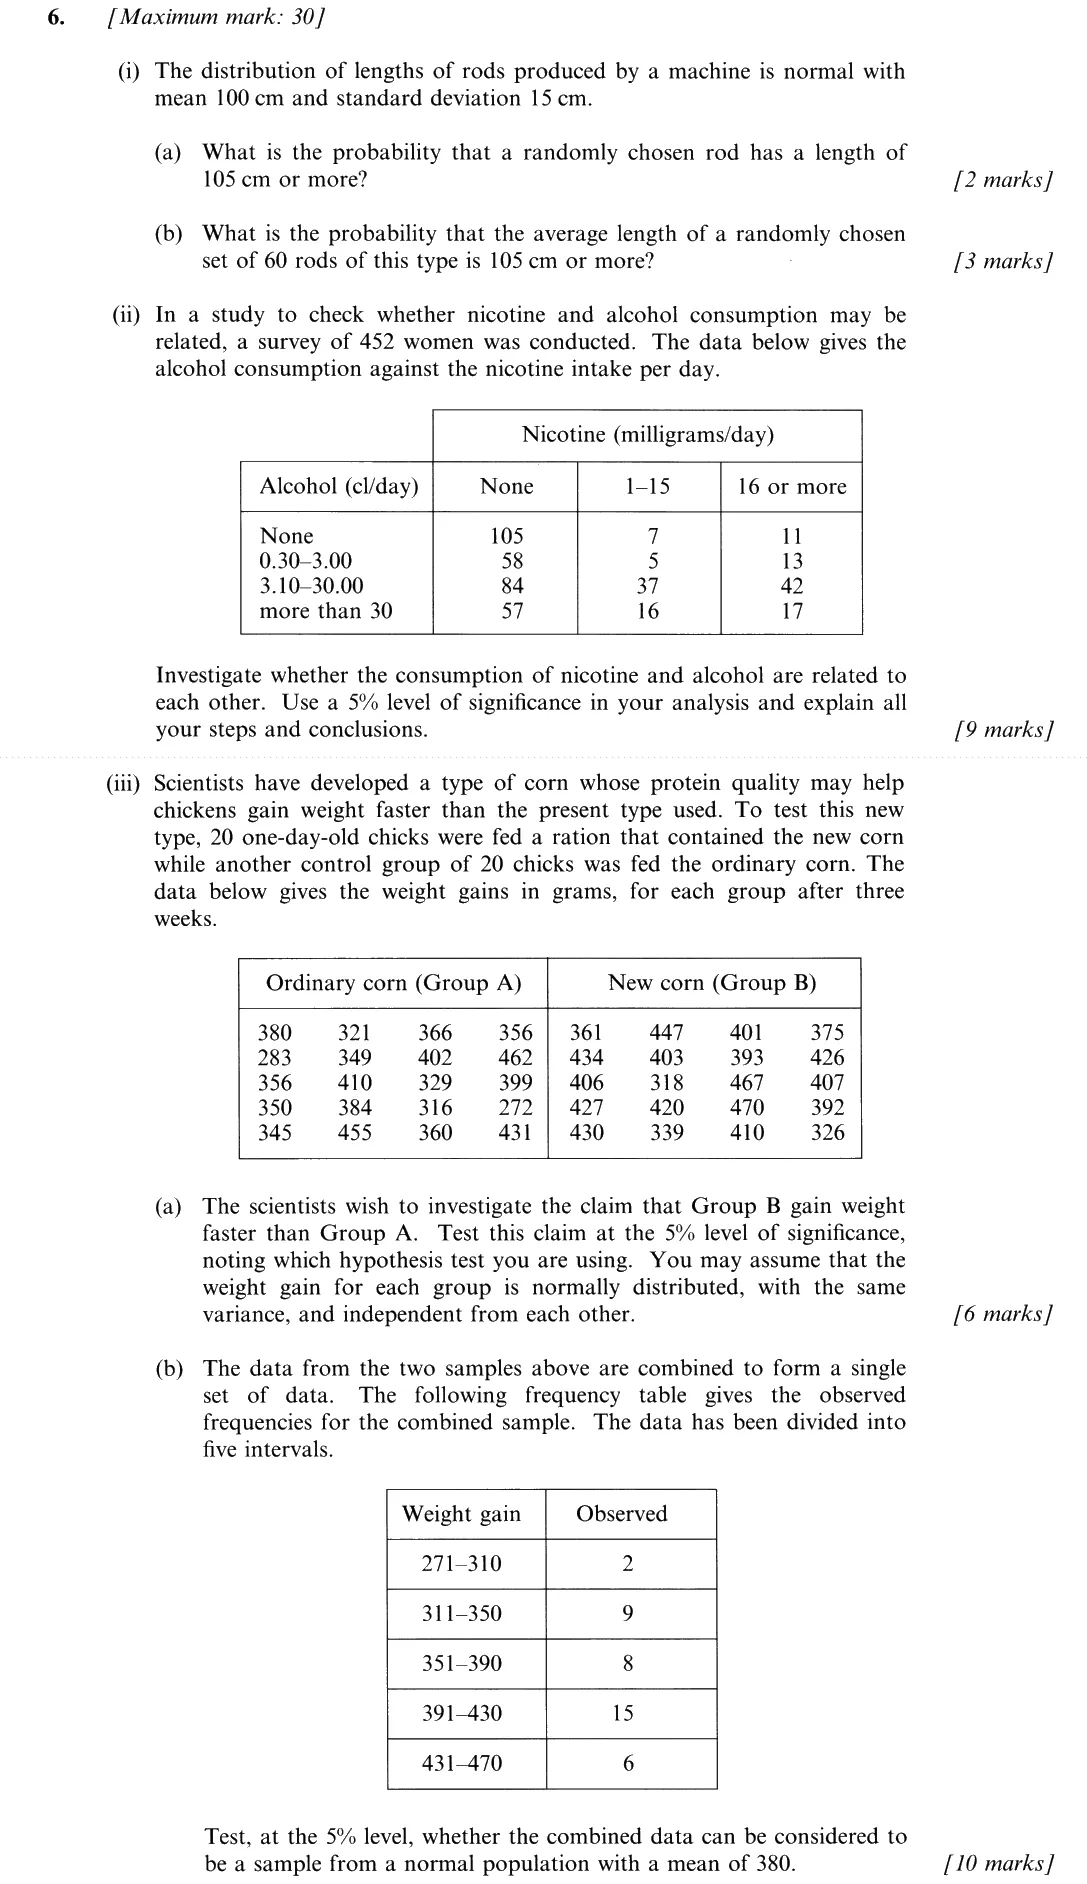 6. [Maximum mark: 30]
(i) The distribution of lengths of rods produced by a machine is normal with
mean 100 cm and standard deviation 15 cm.
(a) What is the probability that a randomly chosen rod has a length of
105 cm or more? [2 marks]
(b) What is the probability that the average length of a randomly chosen
set of 60 rods of this type is 105 cm or more? [3 marks]
(ii) In a study to check whether nicotine and alcohol consumption may be
related, a survey of 452 women was conducted. The data below gives the
alcohol consumption against the nicotine intake per day.
Nicotine (milligrams/day)
Alcohol (cl/day) None 1–15 16 or more
None 105 7 11
0.30–3.00 58 5 13
3.10–30.00 84 37 42
more than 30 57 16 17
Investigate whether the consumption of nicotine and alcohol are related to
each other. Use a 5% level of significance in your analysis and explain all
your steps and conclusions. [9 marks]
(iii) Scientists have developed a type of corn whose protein quality may help
chickens gain weight faster than the present type used. To test this new
type, 20 one-day-old chicks were fed a ration that contained the new corn
while another control group of 20 chicks was fed the ordinary corn. The
data below gives the weight gains in grams, for each group after three
weeks.
Ordinary corn (Group A) New corn (Group B)
380 321 366 356 361 447 401 375
283 349 402 462 434 403 393 426
356 410 329 399 406 318 467 407
350 384 316 272 427 420 470 392
345 455 360 431 430 339 410 326
(a) The scientists wish to investigate the claim that Group B gain weight
faster than Group A. Test this claim at the 5% level of significance,
noting which hypothesis test you are using. You may assume that the
weight gain for each group is normally distributed, with the same
variance, and independent from each other. [6 marks]
(b) The data from the two samples above are combined to form a single
set of data. The following frequency table gives the observed
frequencies for the combined sample. The data has been divided into
five intervals.
Weight gain Observed
271–310 2
311–350 9
351–390 8
391–430 15
431–470 6
Test, at the 5% level, whether the combined data can be considered to
be a sample from a normal population with a mean of 380. [10 marks]